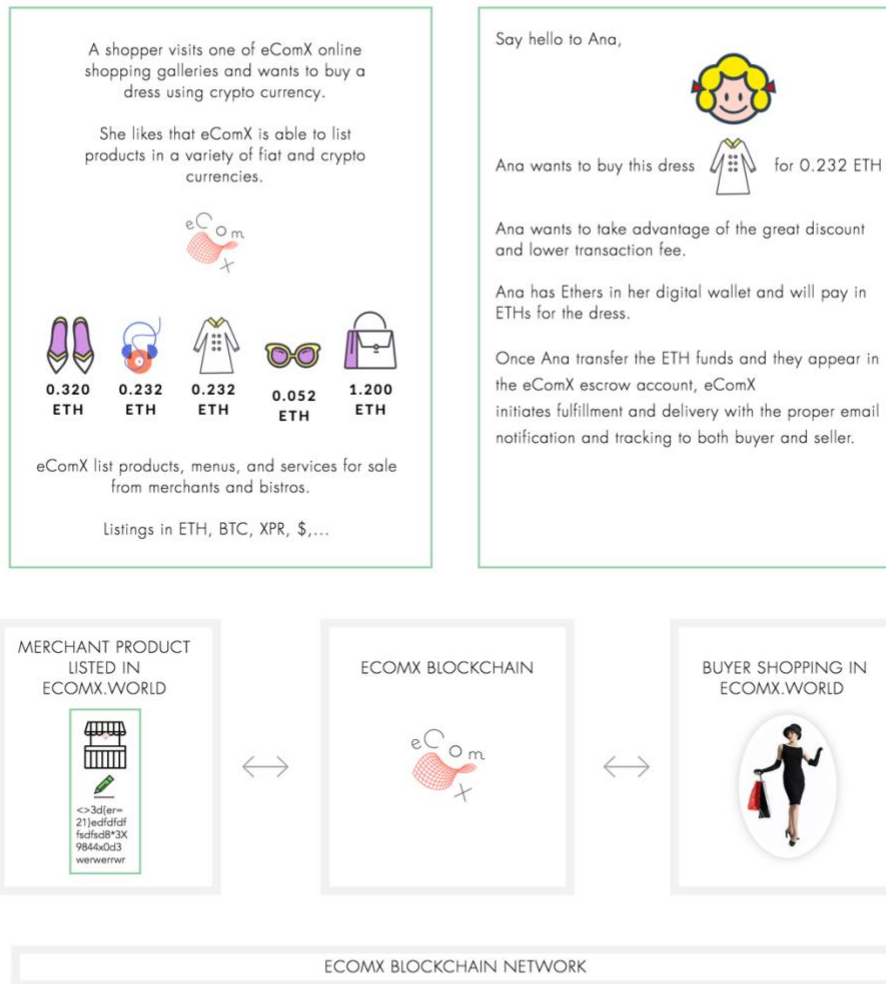 A shopper visits one of eComX online
shopping galleries and wants to buy a
dress using crypto currency.
She likes that eComX is able to list
products in a variety of fiat and crypto
currencies.
eCom
X
0.320
ETH
0.232
ETH
0.232
ETH
0.052
ETH
1.200
ETH
eComX list products, menus, and services for sale
from merchants and bistros.
Listings in ETH, BTC, XPR, $,...
Say hello to Ana,
Ana wants to buy this dress for 0.232 ETH
Ana wants to take advantage of the great discount
and lower transaction fee.
Ana has Ethers in her digital wallet and will pay in
ETHs for the dress.
Once Ana transfer the ETH funds and they appear in
the eComX escrow account, eComX
initiates fulfillment and delivery with the proper email
notification and tracking to both buyer and seller.
MERCHANT PRODUCT
LISTED IN
ECOMX.WORLD
<>3d{er=
21}edfdfdf
fsdfsd8*3X
9844x0d3
werwerrwr
ECOMX BLOCKCHAIN
eCom
X
BUYER SHOPPING IN
ECOMX.WORLD
ECOMX BLOCKCHAIN NETWORK